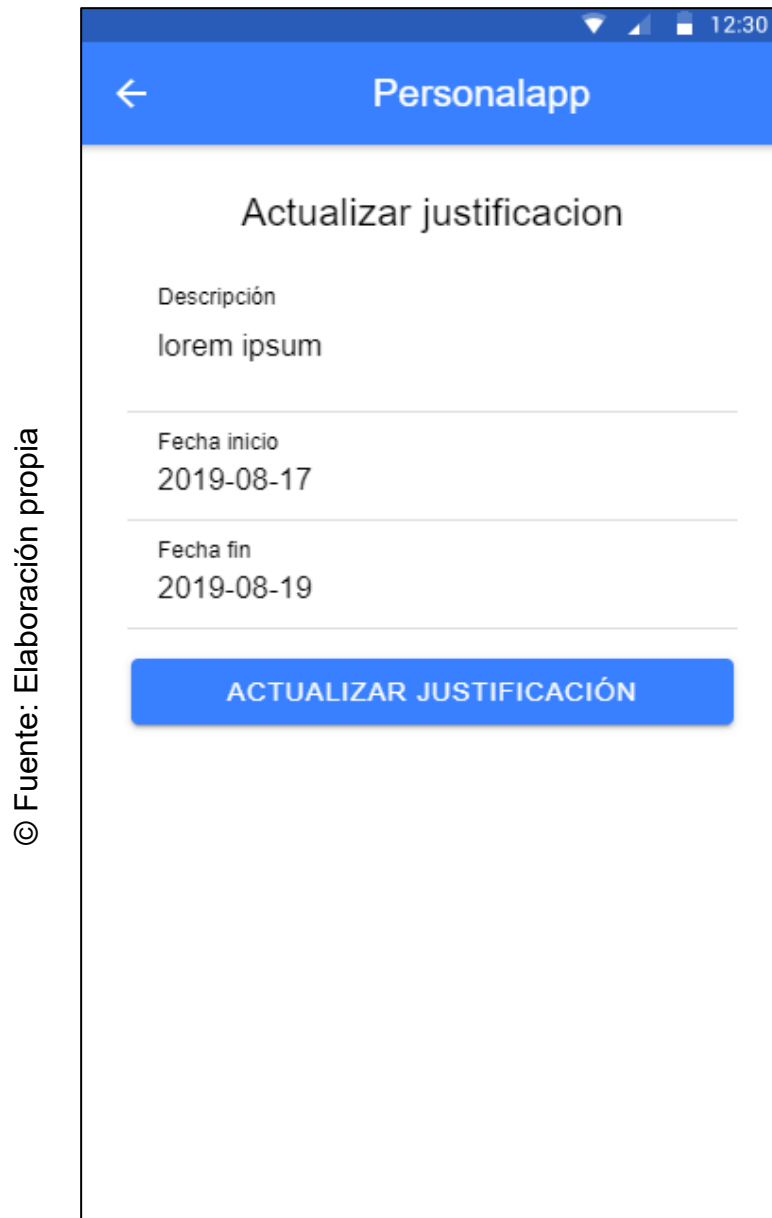 12:30
Personalapp
Actualizar justificacion
Descripción
lorem ipsum
Fecha inicio
2019-08-17
Fecha fin
2019-08-19
ACTUALIZAR JUSTIFICACIÓN
© Fuente: Elaboración propia